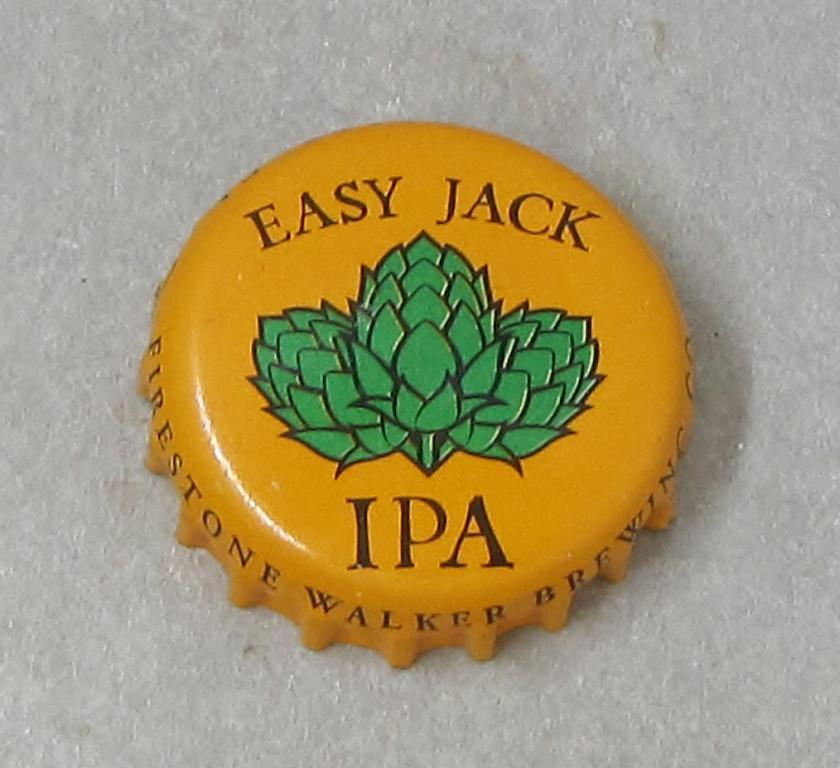 EASY JACK
IPA
FIRESTONE WALKER BREWING CO